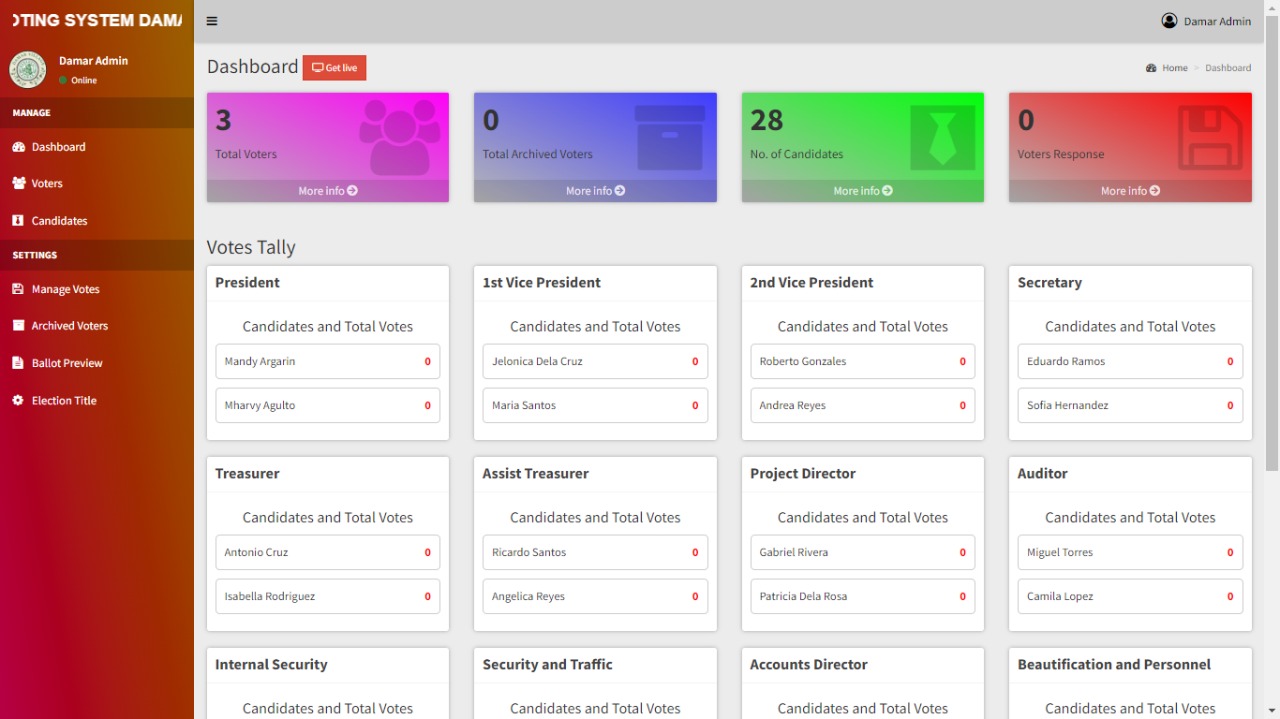 OTING SYSTEM DAMA
Damar Admin
Online
MANAGE
Dashboard
Voters
Candidates
SETTINGS
Manage Votes
Archived Voters
Ballot Preview
Election Title
Damar Admin
Dashboard Get live
Home > Dashboard
3
Total Voters
More info
0
Total Archived Voters
More info
28
No. of Candidates
More info
0
Voters Response
More info
Votes Tally
President
Candidates and Total Votes
Mandy Argarin 0
Mharvy Agulto 0
1st Vice President
Candidates and Total Votes
Jelonica Dela Cruz 0
Maria Santos 0
2nd Vice President
Candidates and Total Votes
Roberto Gonzales 0
Andrea Reyes 0
Secretary
Candidates and Total Votes
Eduardo Ramos 0
Sofia Hernandez 0
Treasurer
Candidates and Total Votes
Antonio Cruz 0
Isabella Rodriguez 0
Assist Treasurer
Candidates and Total Votes
Ricardo Santos 0
Angelica Reyes 0
Project Director
Candidates and Total Votes
Gabriel Rivera 0
Patricia Dela Rosa 0
Auditor
Candidates and Total Votes
Miguel Torres 0
Camila Lopez 0
Internal Security
Candidates and Total Votes
Security and Traffic
Candidates and Total Votes
Accounts Director
Candidates and Total Votes
Beautification and Personnel
Candidates and Total Votes